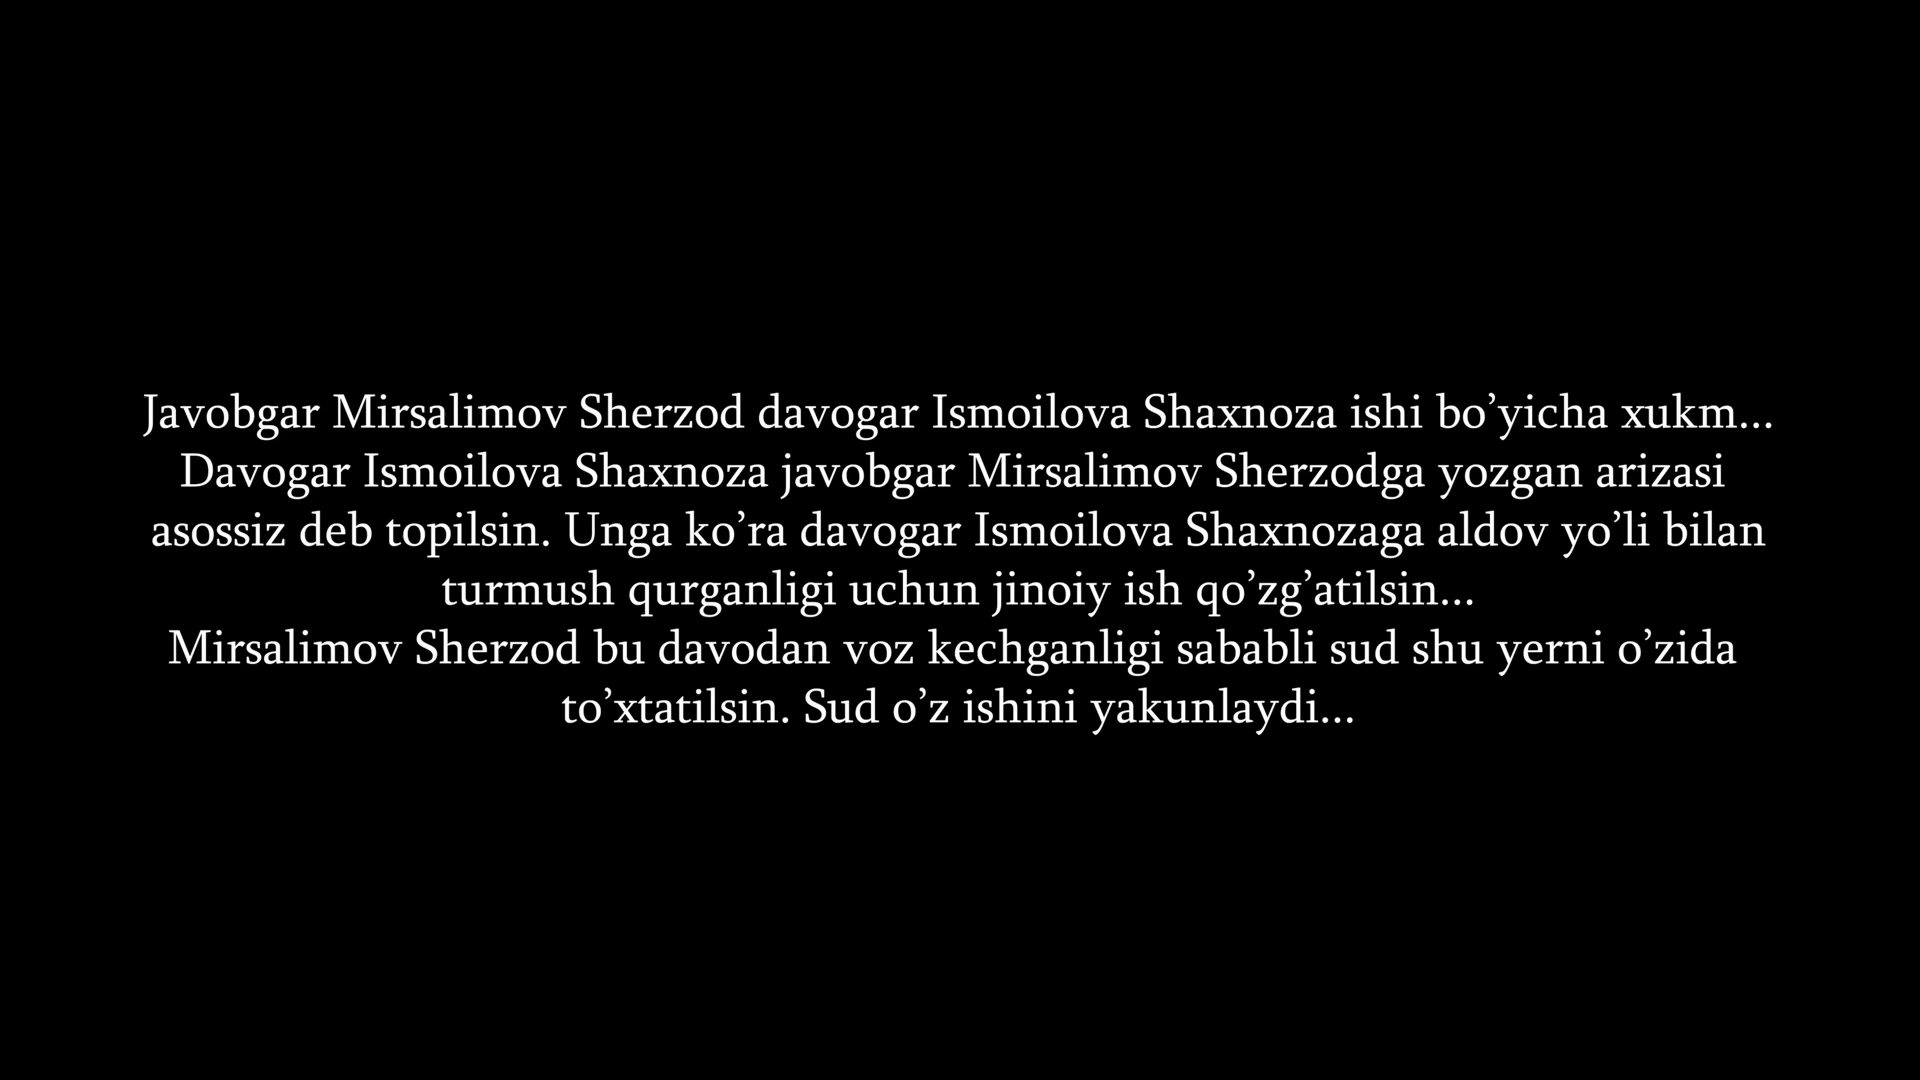 Javobgar Mirsalimov Sherzod davogar Ismoilova Shaxnoza ishi bo’yicha xukm...
Davogar Ismoilova Shaxnoza javobgar Mirsalimov Sherzodga yozgan arizasi
asossiz deb topilsin. Unga ko’ra davogar Ismoilova Shaxnozaga aldov yo’li bilan
turmush qurganligi uchun jinoiy ish qo’zg’atilsin...
Mirsalimov Sherzod bu davodan voz kechganligi sababli sud shu yerni o’zida
to’xtatilsin. Sud o’z ishini yakunlaydi...